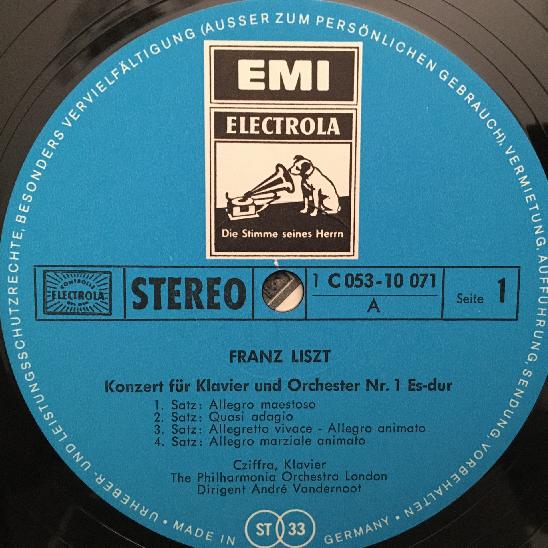 URHEBER- UND LEISTUNGSSCHUTZRECHTE, BESONDERS VERVIELFÄLTIGUNG (AUSSER ZUM PERSÖNLICHEN GEBRAUCH), VERMIETUNG, AUFFÜHRUNG, SENDUNG, VORBEHALTEN
EMI
ELECTROLA
Die Stimme seines Herrn
ELECTROLA
STEREO
1 C 053-10 071
A
Seite 1
FRANZ LISZT
Konzert für Klavier und Orchester Nr. 1 Es-dur
1. Satz: Allegro maestoso
2. Satz: Quasi adagio
3. Satz: Allegretto vivace - Allegro animato
4. Satz: Allegro marziale animato
Cziffra, Klavier
The Philharmonia Orchestra London
Dirigent André Vandernoot
• MADE IN GERMANY •
ST 33